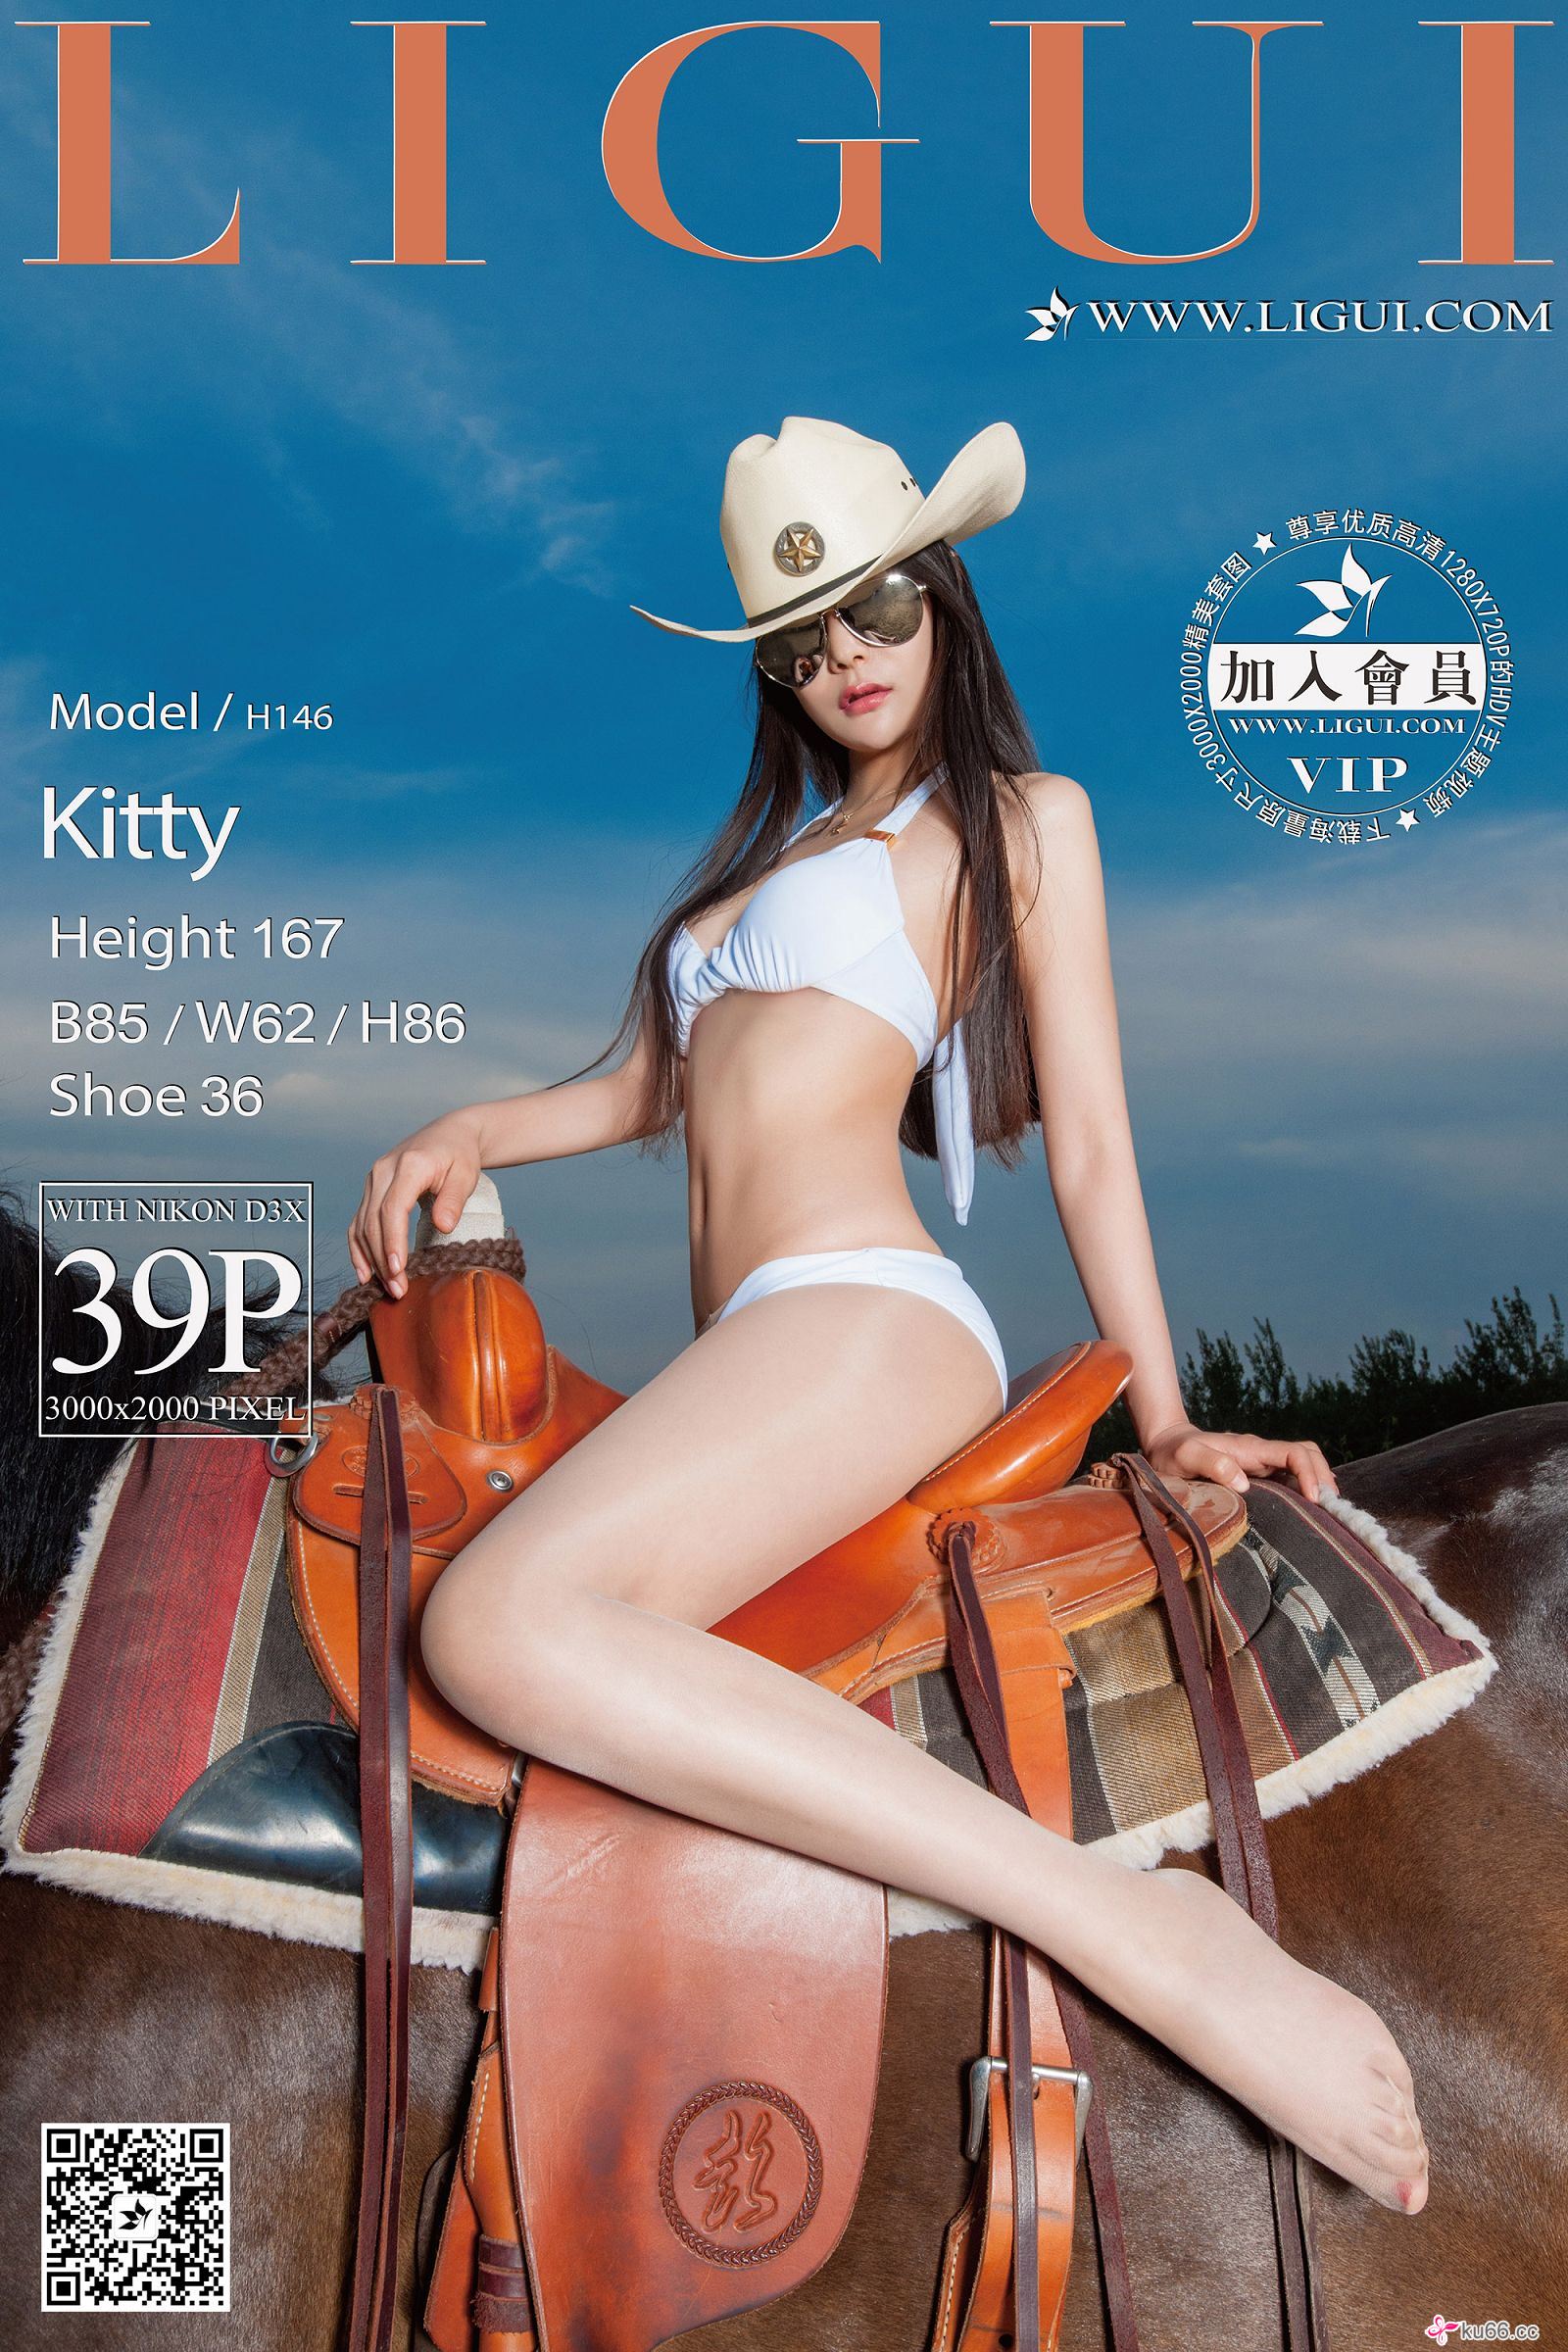 LIGUI
WWW.LIGUI.COM
尊享优质高清1280X720P的HDV主题视频
下载海量原尺寸3000X2000精美套图
加入會員
WWW.LIGUI.COM
VIP
Model / H146
Kitty
Height 167
B85 / W62 / H86
Shoe 36
WITH NIKON D3X
39P
3000x2000 PIXEL
ku66.cc